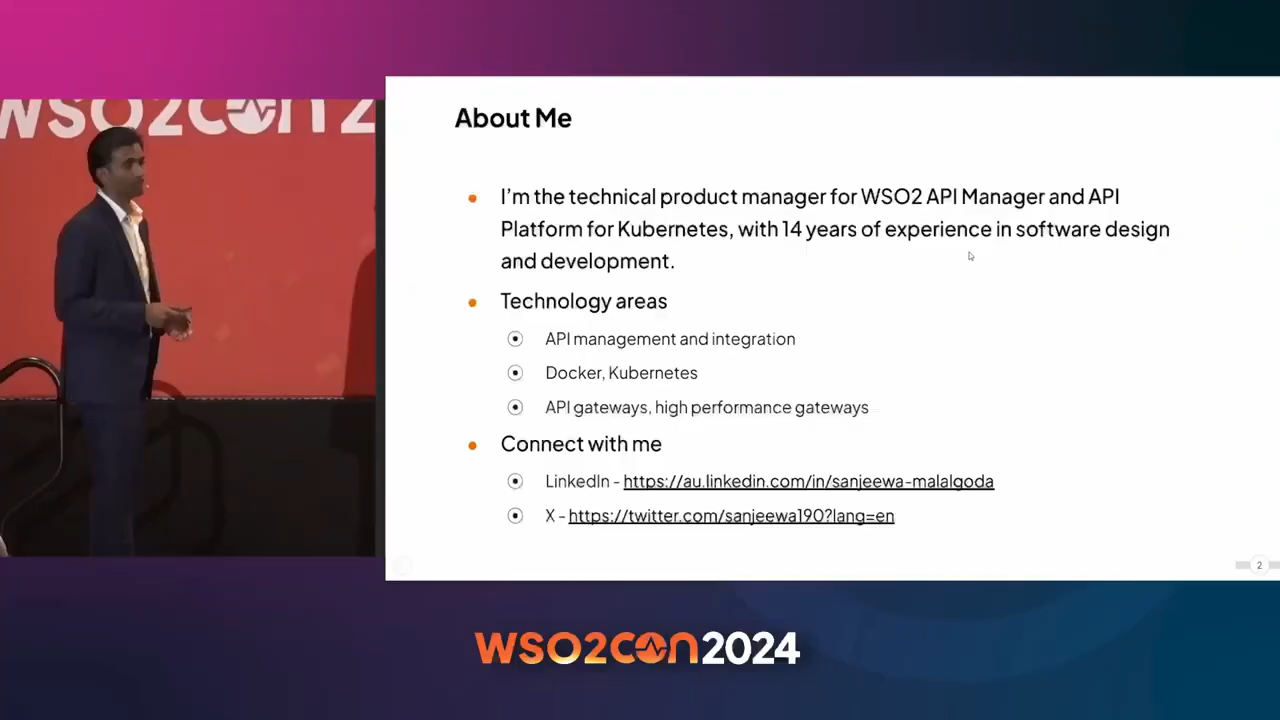 WSO2CON 2
About Me
I'm the technical product manager for WSO2 API Manager and API
Platform for Kubernetes, with 14 years of experience in software design
and development.
Technology areas
API management and integration
Docker, Kubernetes
API gateways, high performance gateways
Connect with me
LinkedIn - https://au.linkedin.com/in/sanjeewa-malalgoda
X - https://twitter.com/sanjeewa190?lang=en
2
WSO2CON2024